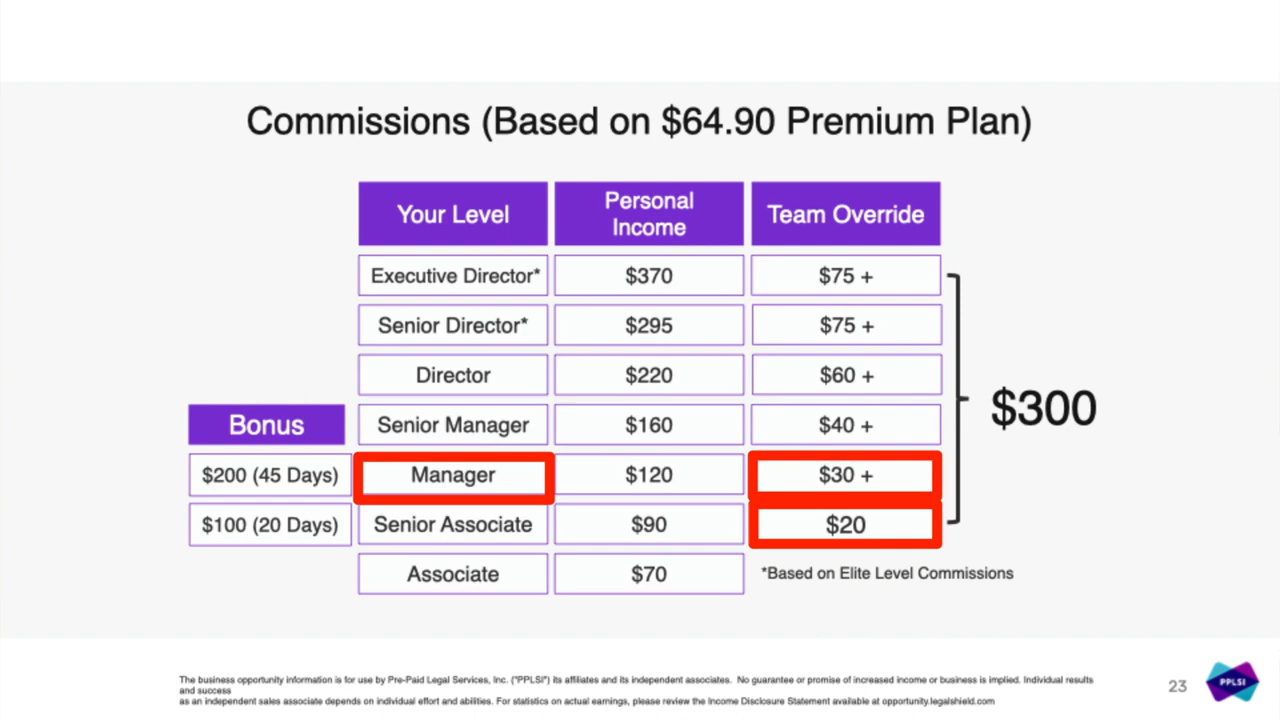 Commissions (Based on $64.90 Premium Plan)
Your Level
Personal
Income
Team Override
Executive Director*
$370
$75 +
Senior Director*
$295
$75 +
Director
$220
$60 +
Bonus
Senior Manager
$160
$40 +
$200 (45 Days)
Manager
$120
$30 +
$100 (20 Days)
Senior Associate
$90
$20
Associate
$70
$300
*Based on Elite Level Commissions
The business opportunity information is for use by Pre-Paid Legal Services, Inc. ("PPLSI") its affiliates and its independent associates. No guarantee or promise of increased income or business is implied. Individual results
and success
as an independent sales associate depends on individual effort and abilities. For statistics on actual earnings, please review the Income Disclosure Statement available at opportunity.legalshield.com
23
PPLSI